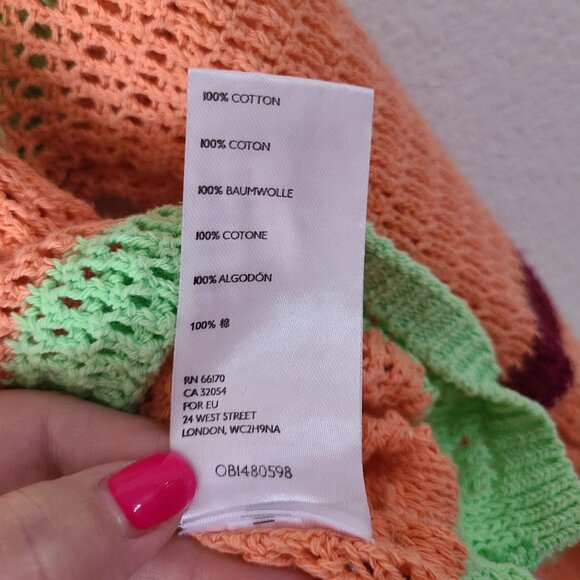 100% COTTON
100% COTON
100% BAUMWOLLE
100% COTONE
100% ALGODÓN
100% 棉
RN 66170
CA 32054
FOR EU
24 WEST STREET
LONDON, WC2H9NA
OB1480598